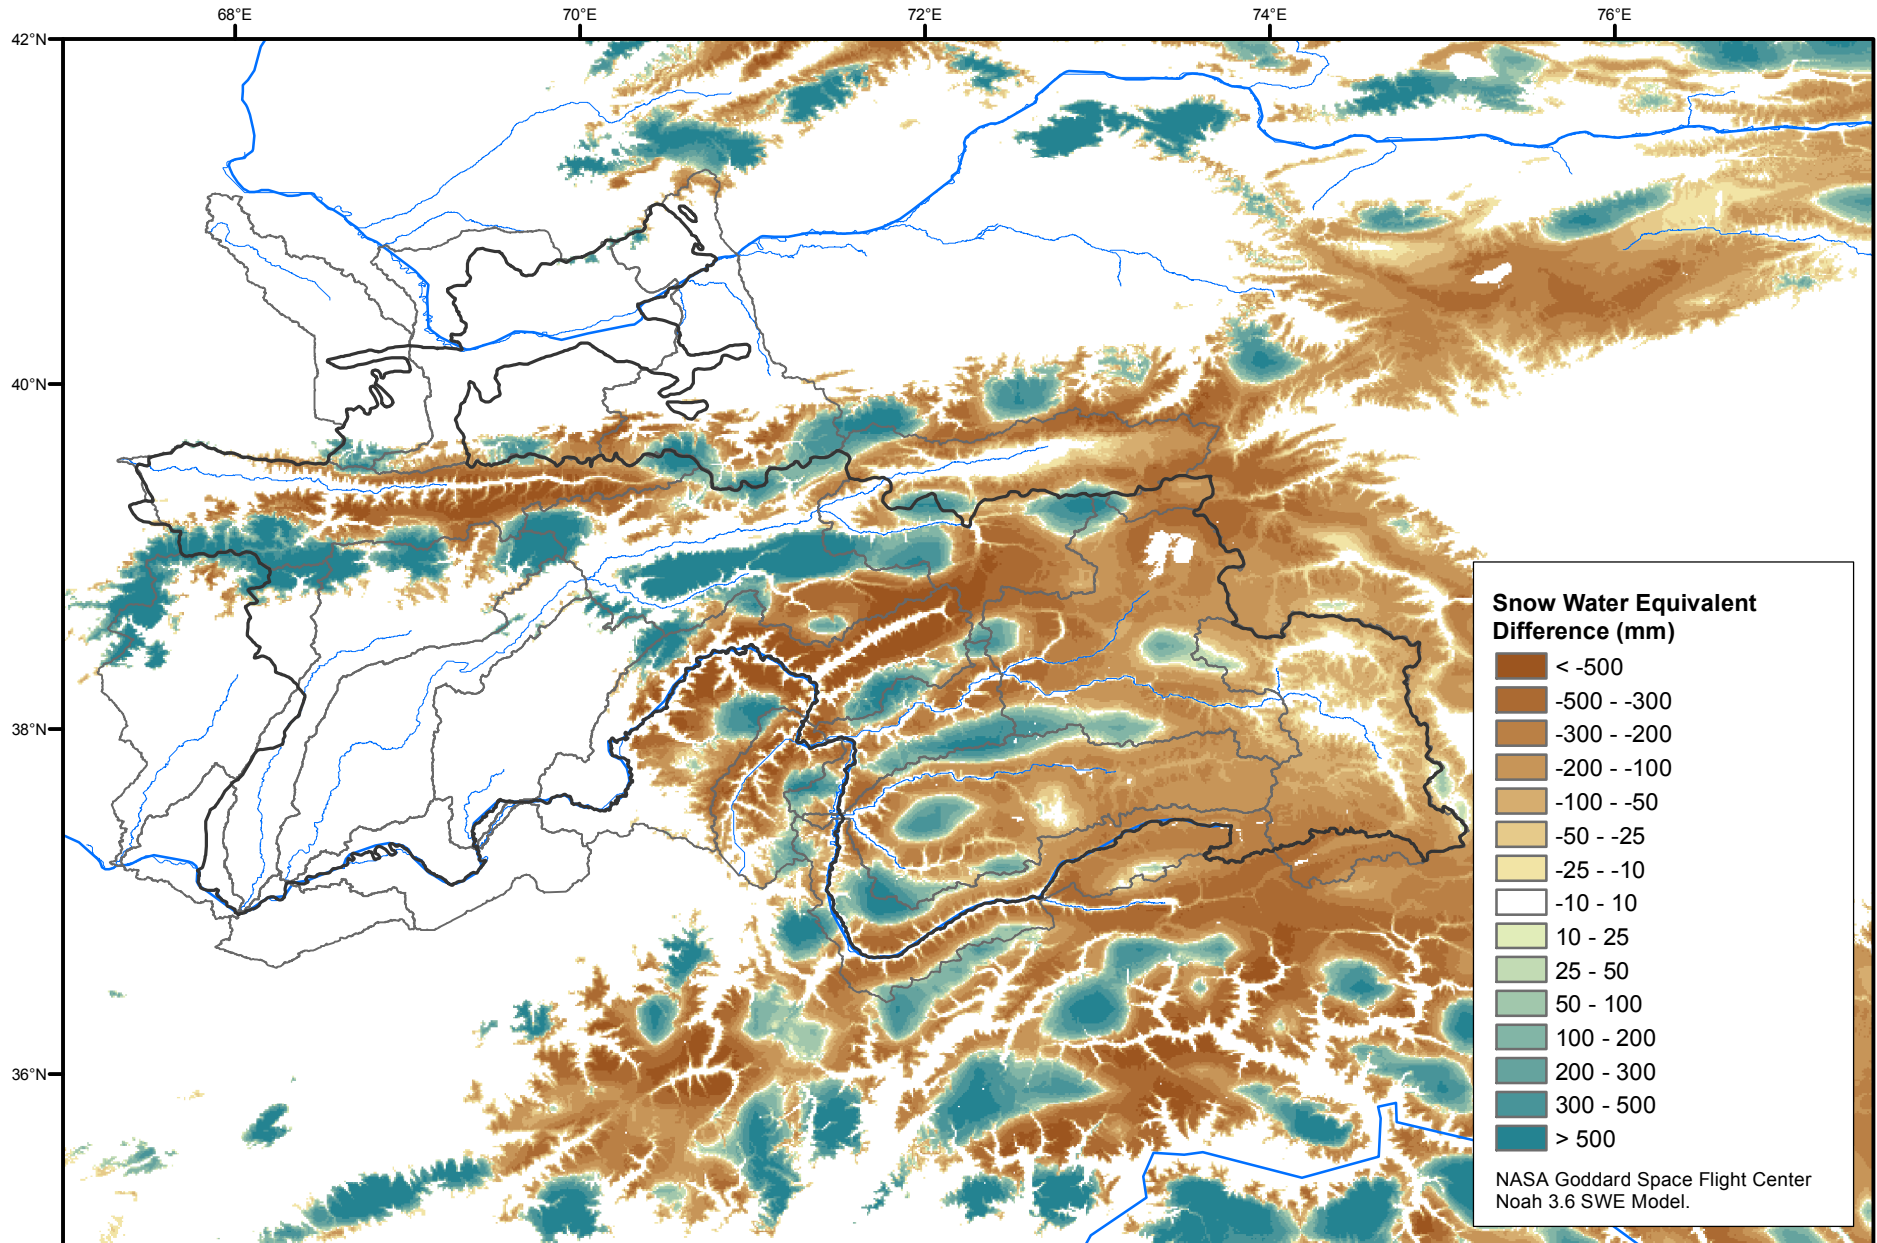 68°E
70°E
72°E
74°E
76°E
42°N
40°N
38°N
36°N
Snow Water Equivalent
Difference (mm)
< -500
-500 - -300
-300 - -200
-200 - -100
-100 - -50
-50 - -25
-25 - -10
-10 - 10
10 - 25
25 - 50
50 - 100
100 - 200
200 - 300
300 - 500
> 500
NASA Goddard Space Flight Center
Noah 3.6 SWE Model.